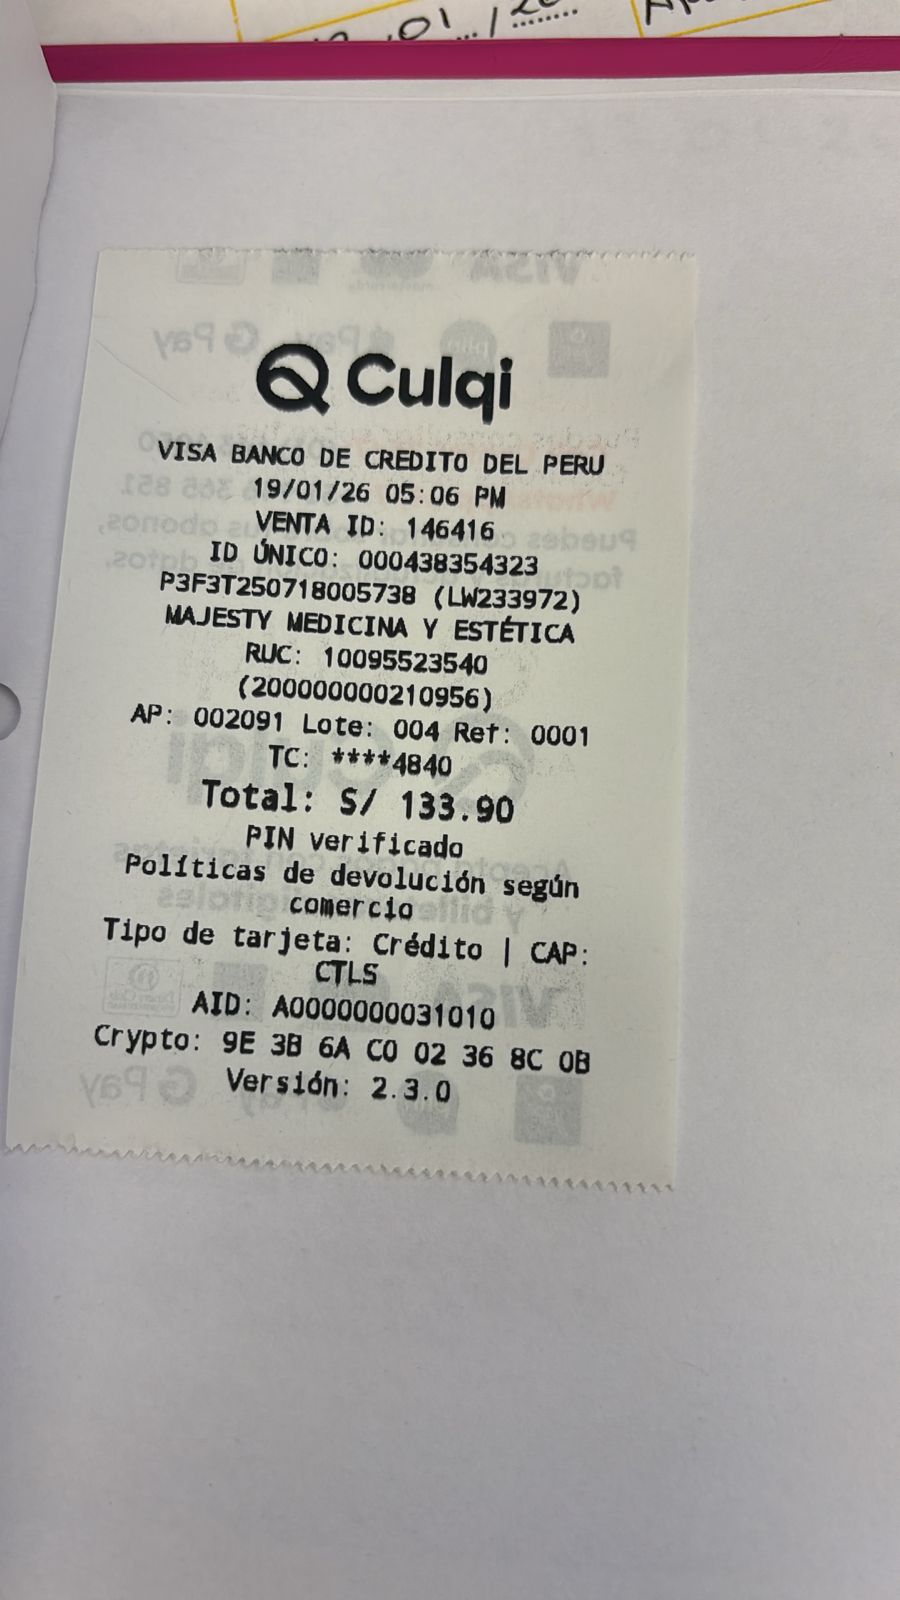 Culqi
VISA BANCO DE CREDITO DEL PERU
19/01/26 05:06 PM
VENTA ID: 146416
ID ÚNICO: 000438354323
P3F3T250718005738 (LW233972)
MAJESTY MEDICINA Y ESTÉTICA
RUC: 10095523540
(200000000210956)
AP: 002091 Lote: 004 Ref: 0001
TC: ****4840
Total: S/ 133.90
PIN verificado
Políticas de devolución según
comercio
Tipo de tarjeta: Crédito | CAP:
CTLS
AID: A0000000031010
Crypto: 9E 3B 6A C0 02 36 8C 0B
Versión: 2.3.0